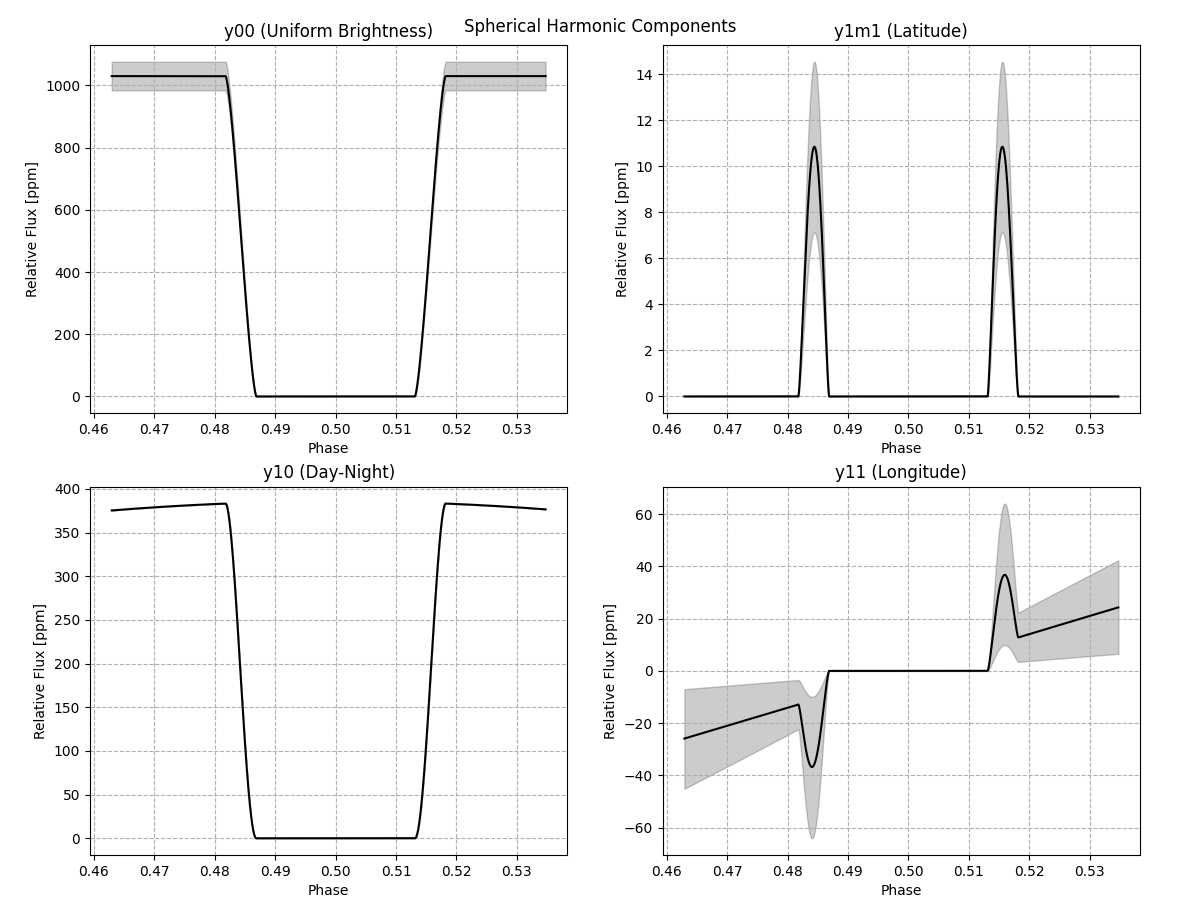 Spherical Harmonic Components
y00 (Uniform Brightness)
Relative Flux [ppm]
1000
800
600
400
200
0
0.46 0.47 0.48 0.49 0.50 0.51 0.52 0.53
Phase
y1m1 (Latitude)
Relative Flux [ppm]
14
12
10
8
6
4
2
0
0.46 0.47 0.48 0.49 0.50 0.51 0.52 0.53
Phase
y10 (Day-Night)
Relative Flux [ppm]
400
350
300
250
200
150
100
50
0
0.46 0.47 0.48 0.49 0.50 0.51 0.52 0.53
Phase
y11 (Longitude)
Relative Flux [ppm]
60
40
20
0
−20
−40
−60
0.46 0.47 0.48 0.49 0.50 0.51 0.52 0.53
Phase